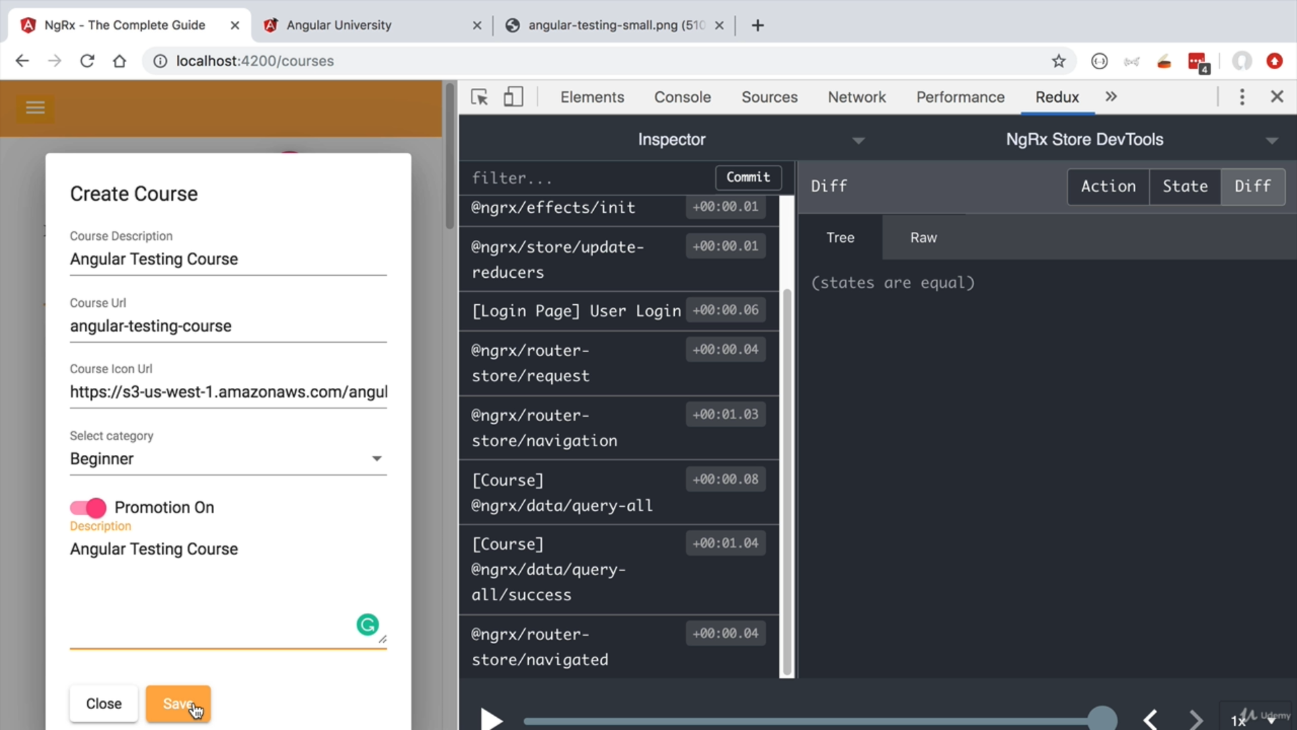 NgRx - The Complete Guide
Angular University
angular-testing-small.png (510
localhost:4200/courses
4
Elements Console Sources Network Performance Redux
Inspector
NgRx Store DevTools
filter...
Commit
@ngrx/effects/init +00:00.01
@ngrx/store/update- +00:00.01
reducers
[Login Page] User Login +00:00.06
@ngrx/router- +00:00.04
store/request
@ngrx/router- +00:01.03
store/navigation
[Course] +00:00.08
@ngrx/data/query-all
[Course] +00:01.04
@ngrx/data/query-
all/success
@ngrx/router- +00:00.04
store/navigated
Diff
Action State Diff
Tree Raw
(states are equal)
Create Course
Course Description
Angular Testing Course
Course Url
angular-testing-course
Course Icon Url
https://s3-us-west-1.amazonaws.com/angul
Select category
Beginner
Promotion On
Description
Angular Testing Course
Close
Save
1x
Udemy